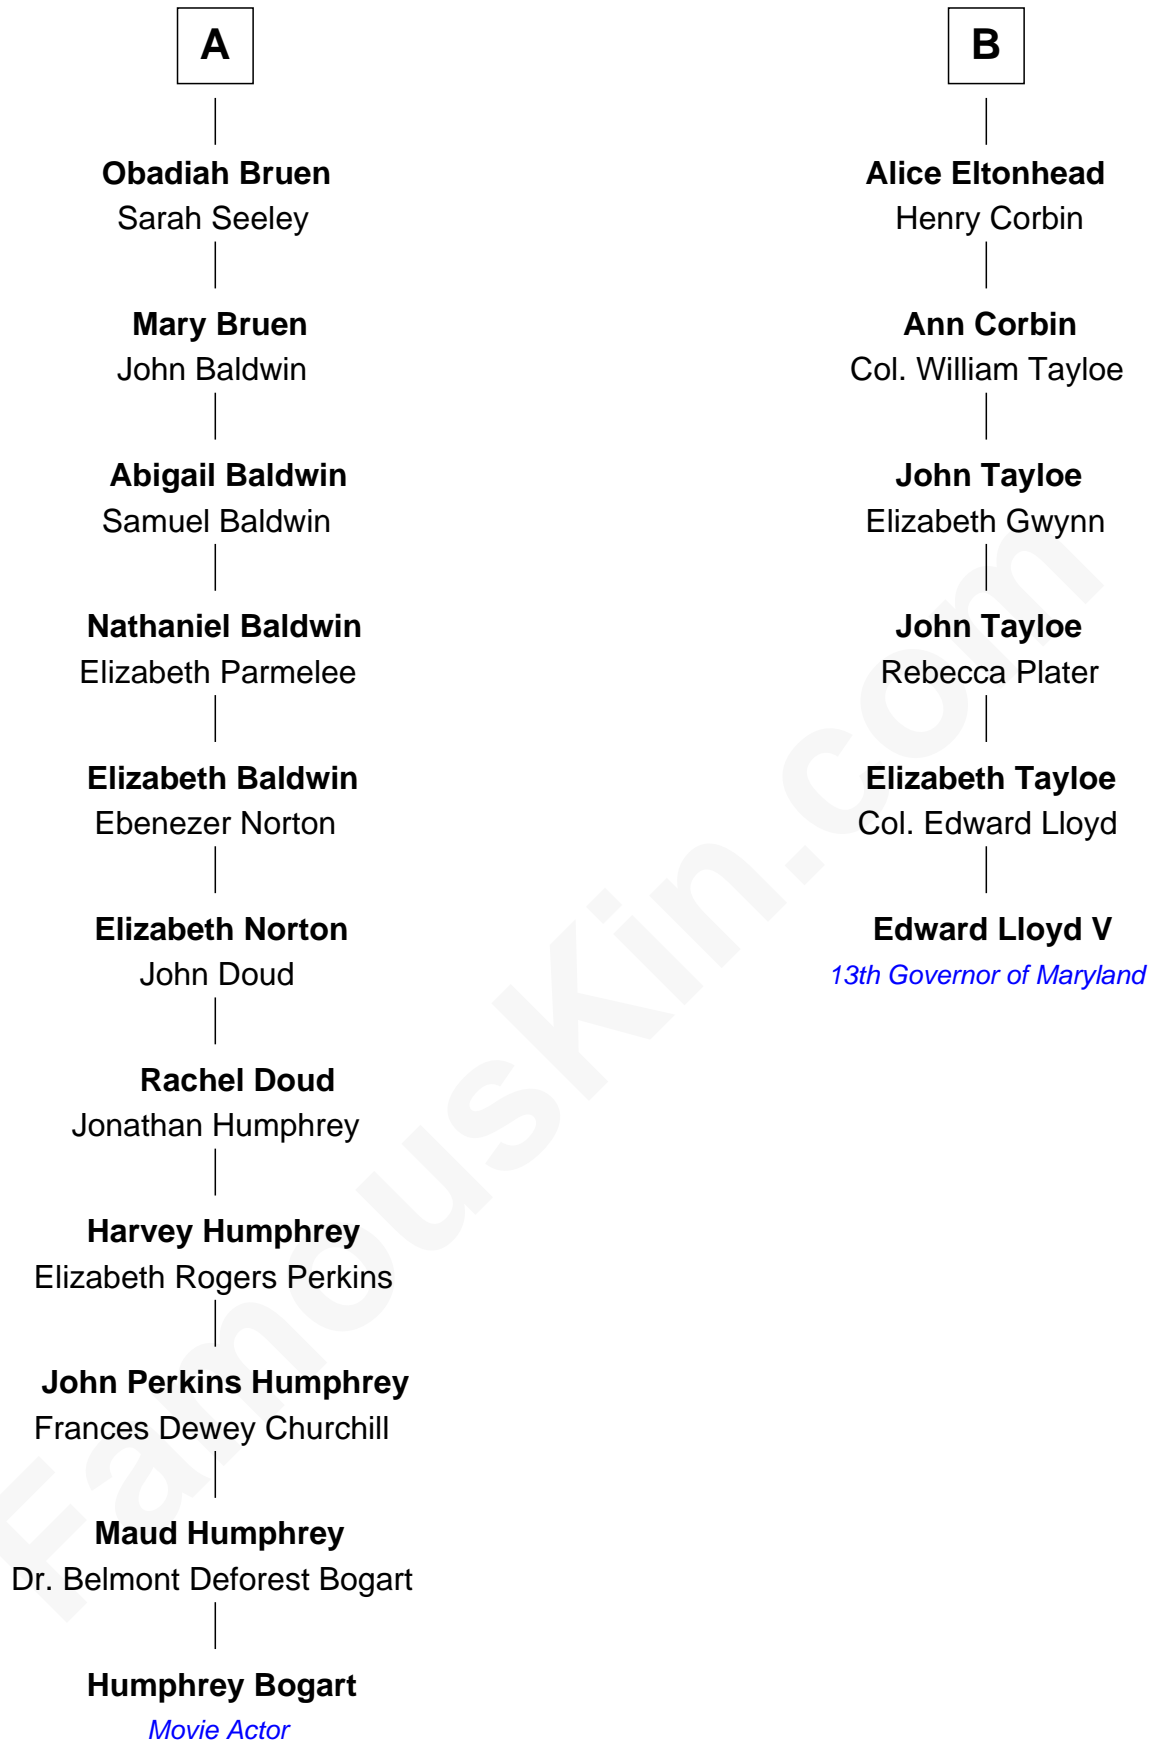 A
Obadiah Bruen
Sarah Seeley
Mary Bruen
John Baldwin
Abigail Baldwin
Samuel Baldwin
Nathaniel Baldwin
Elizabeth Parmelee
Elizabeth Baldwin
Ebenezer Norton
Elizabeth Norton
John Doud
Rachel Doud
Jonathan Humphrey
Harvey Humphrey
Elizabeth Rogers Perkins
John Perkins Humphrey
Frances Dewey Churchill
Maud Humphrey
Dr. Belmont Deforest Bogart
Humphrey Bogart
Movie Actor
B
Alice Eltonhead
Henry Corbin
Ann Corbin
Col. William Tayloe
John Tayloe
Elizabeth Gwynn
John Tayloe
Rebecca Plater
Elizabeth Tayloe
Col. Edward Lloyd
Edward Lloyd V
13th Governor of Maryland
FamousKin.com